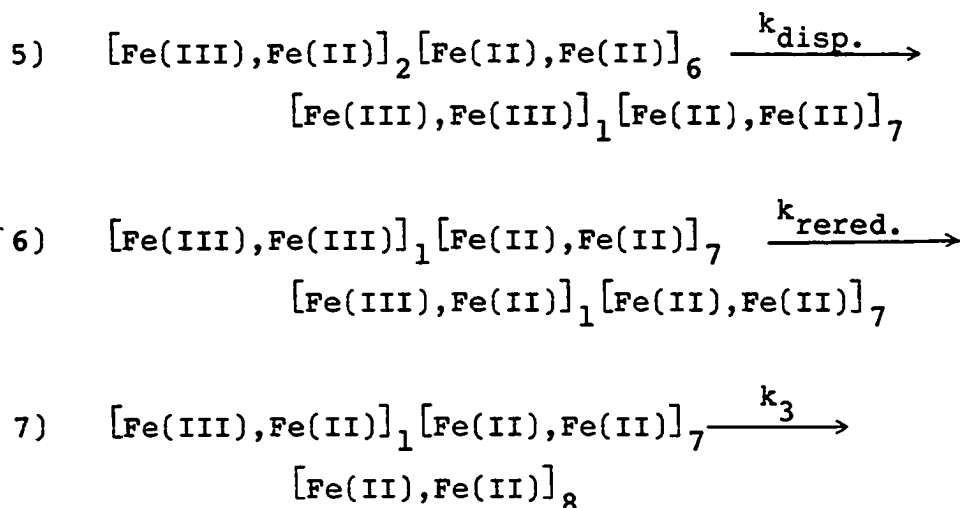 5) [Fe(III),Fe(II)]₂[Fe(II),Fe(II)]₆ k_disp.
[Fe(III),Fe(III)]₁[Fe(II),Fe(II)]₇
6) [Fe(III),Fe(III)]₁[Fe(II),Fe(II)]₇ k_rered.
[Fe(III),Fe(II)]₁[Fe(II),Fe(II)]₇
7) [Fe(III),Fe(II)]₁[Fe(II),Fe(II)]₇ k₃
[Fe(II),Fe(II)]₈